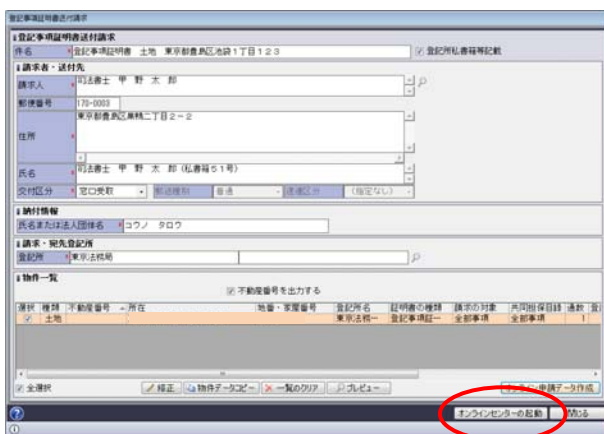 登記事項証明書送付請求
登記事項証明書送付請求
件名 *登記事項証明書 土地 東京都豊島区池袋1丁目123 登記所私書箱等記載
請求者・送付先
請求人 *司法書士 甲 野 太 郎
郵便番号 170-0003
住所 *東京都豊島区巣鴨二丁目2-2
氏名 *司法書士 甲 野 太 郎(私書箱51号)
交付区分 *窓口受取 郵送種別 普通 速達区分 (指定なし)
納付情報
氏名または法人団体名 *コウノ タロウ
請求・宛先登記所
登記所 *東京法務局
物件一覧
不動産番号を出力する
選択 種類 不動産番号 所在 地番・家屋番号 登記所名 証明書の種類 請求の対象 共同担保目録 通数 登
土地 東京法務 登記事項証 全部事項 全部事項 1
全選択 修正 物件データコピー 一覧のクリア プレビュー オンライン申請データ作成
オンラインセンターの起動 閉じる